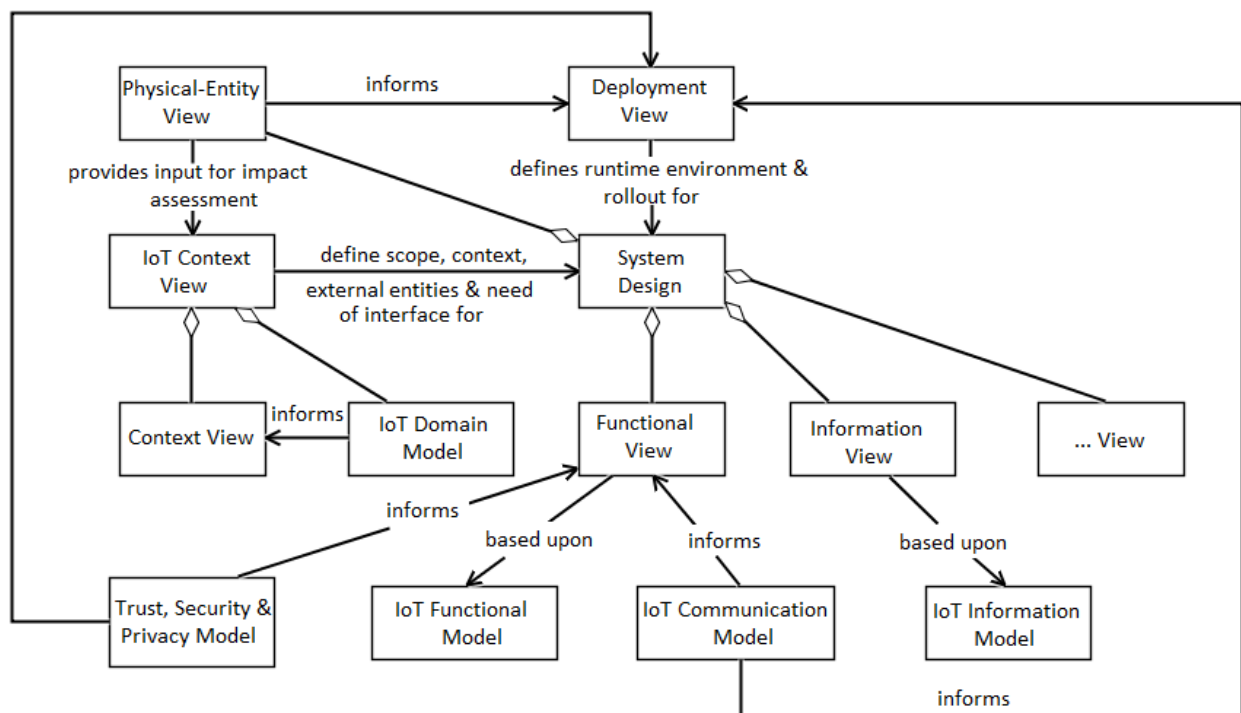 Physical-Entity
View
informs
Deployment
View
provides input for impact
assessment
defines runtime environment &
rollout for
IoT Context
View
define scope, context,
external entities & need
of interface for
System
Design
Context View
informs
IoT Domain
Model
Functional
View
Information
View
... View
informs
based upon
informs
based upon
Trust, Security &
Privacy Model
IoT Functional
Model
IoT Communication
Model
IoT Information
Model
informs